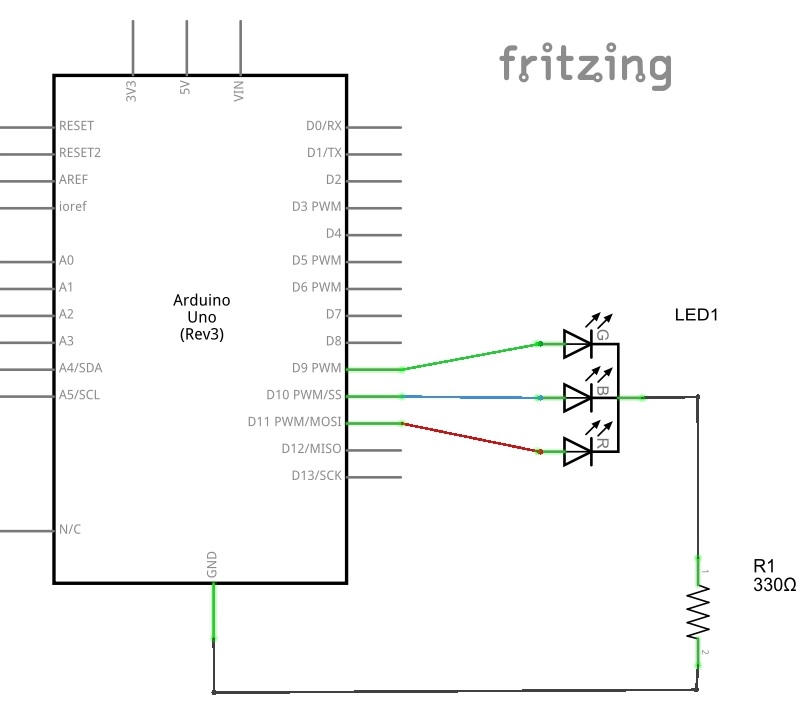 fritzing
3V3
5V
VIN
RESET
RESET2
AREF
ioref
A0
A1
A2
A3
A4/SDA
A5/SCL
N/C
Arduino
Uno
(Rev3)
D0/RX
D1/TX
D2
D3 PWM
D4
D5 PWM
D6 PWM
D7
D8
D9 PWM
D10 PWM/SS
D11 PWM/MOSI
D12/MISO
D13/SCK
GND
LED1
G
B
R
1
R1
330Ω
2